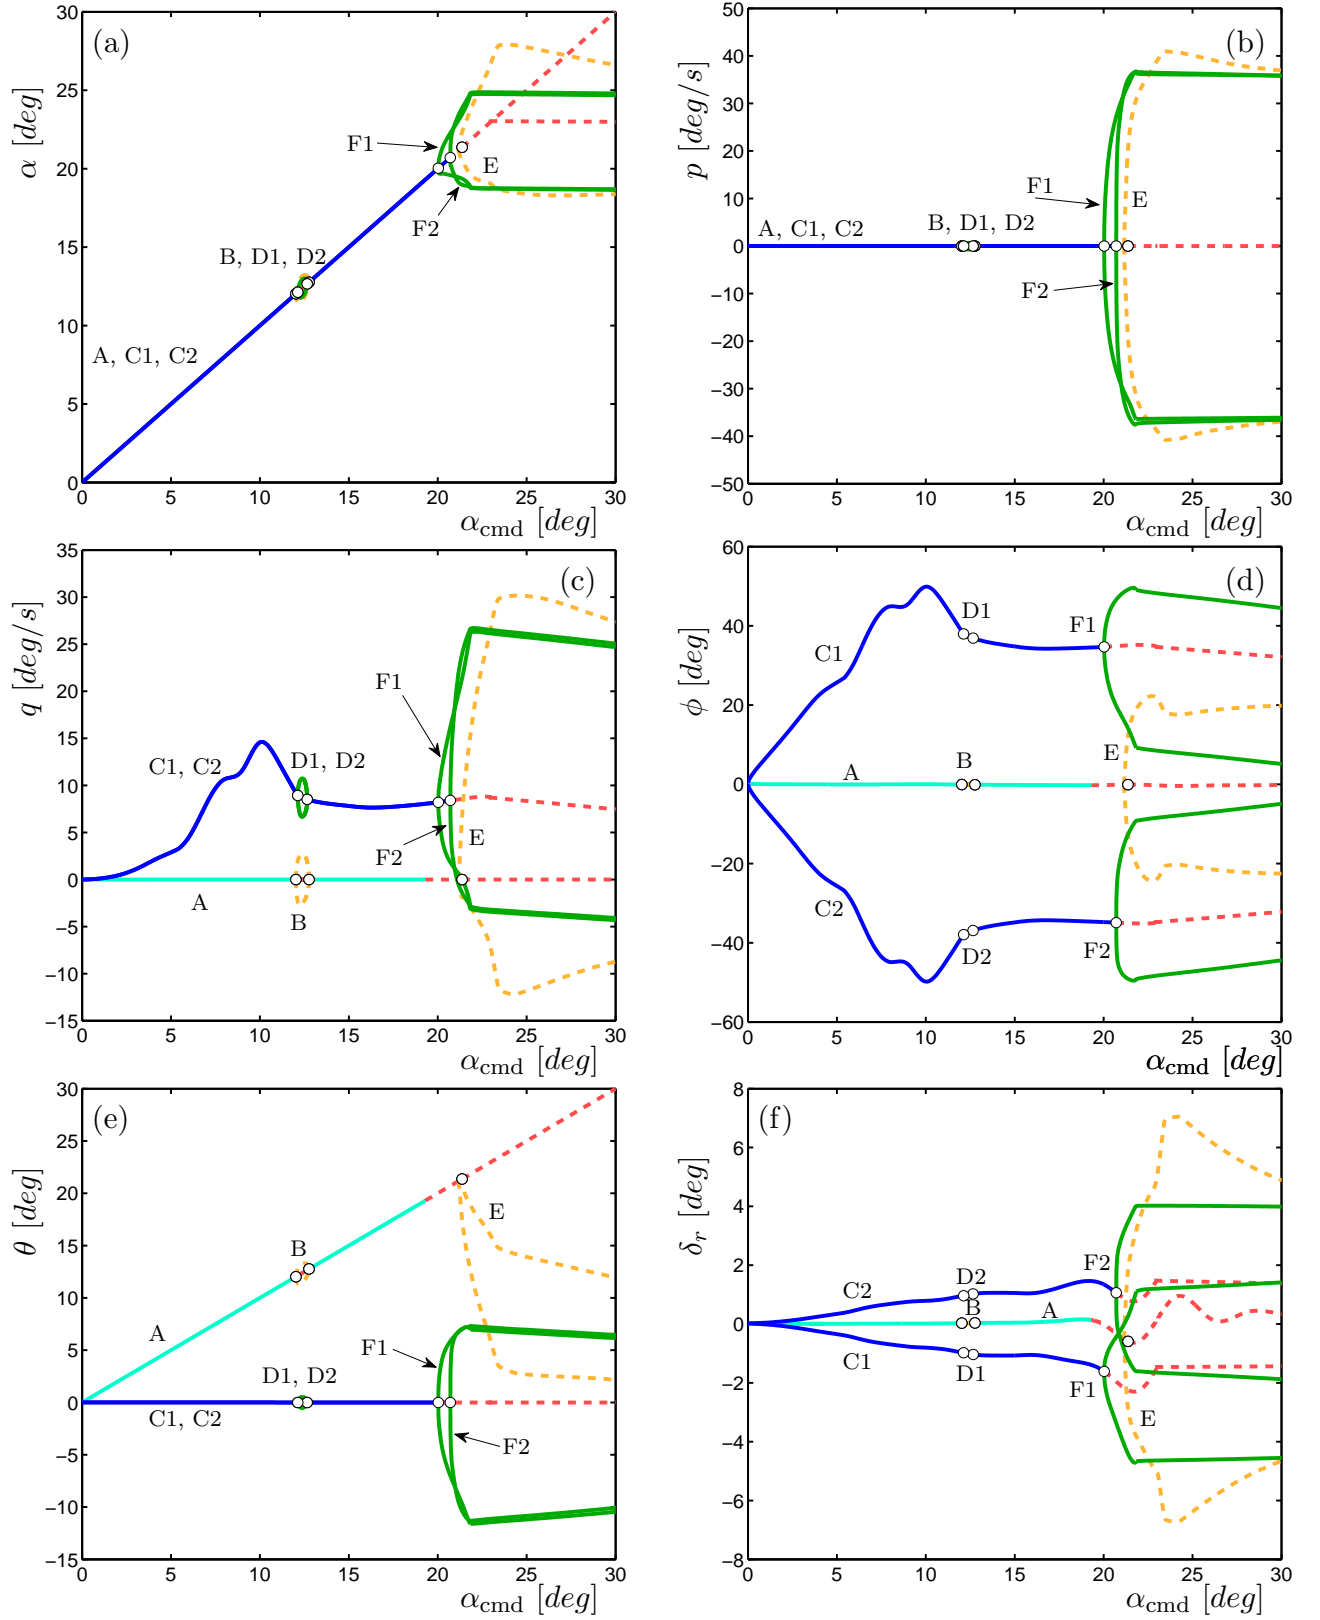 (a)
α [deg]
30
25
20
15
10
5
0
F1
E
F2
B, D1, D2
A, C1, C2
0 5 10 15 20 25 30
α_cmd [deg]
(b)
p [deg/s]
50
40
30
20
10
0
−10
−20
−30
−40
−50
F1
E
A, C1, C2
B, D1, D2
F2
0 5 10 15 20 25 30
α_cmd [deg]
(c)
q [deg/s]
35
30
25
20
15
10
5
0
−5
−10
−15
F1
C1, C2
D1, D2
F2
E
A
B
0 5 10 15 20 25 30
α_cmd [deg]
(d)
ϕ [deg]
60
40
20
0
−20
−40
−60
D1
F1
C1
E
B
A
C2
D2
F2
0 5 10 15 20 25 30
α_cmd [deg]
(e)
θ [deg]
30
25
20
15
10
5
0
−5
−10
−15
B
E
A
F1
D1, D2
C1, C2
F2
0 5 10 15 20 25 30
α_cmd [deg]
(f)
δ_r [deg]
8
6
4
2
0
−2
−4
−6
−8
F2
D2
C2
B
A
C1
D1
F1
E
0 5 10 15 20 25 30
α_cmd [deg]